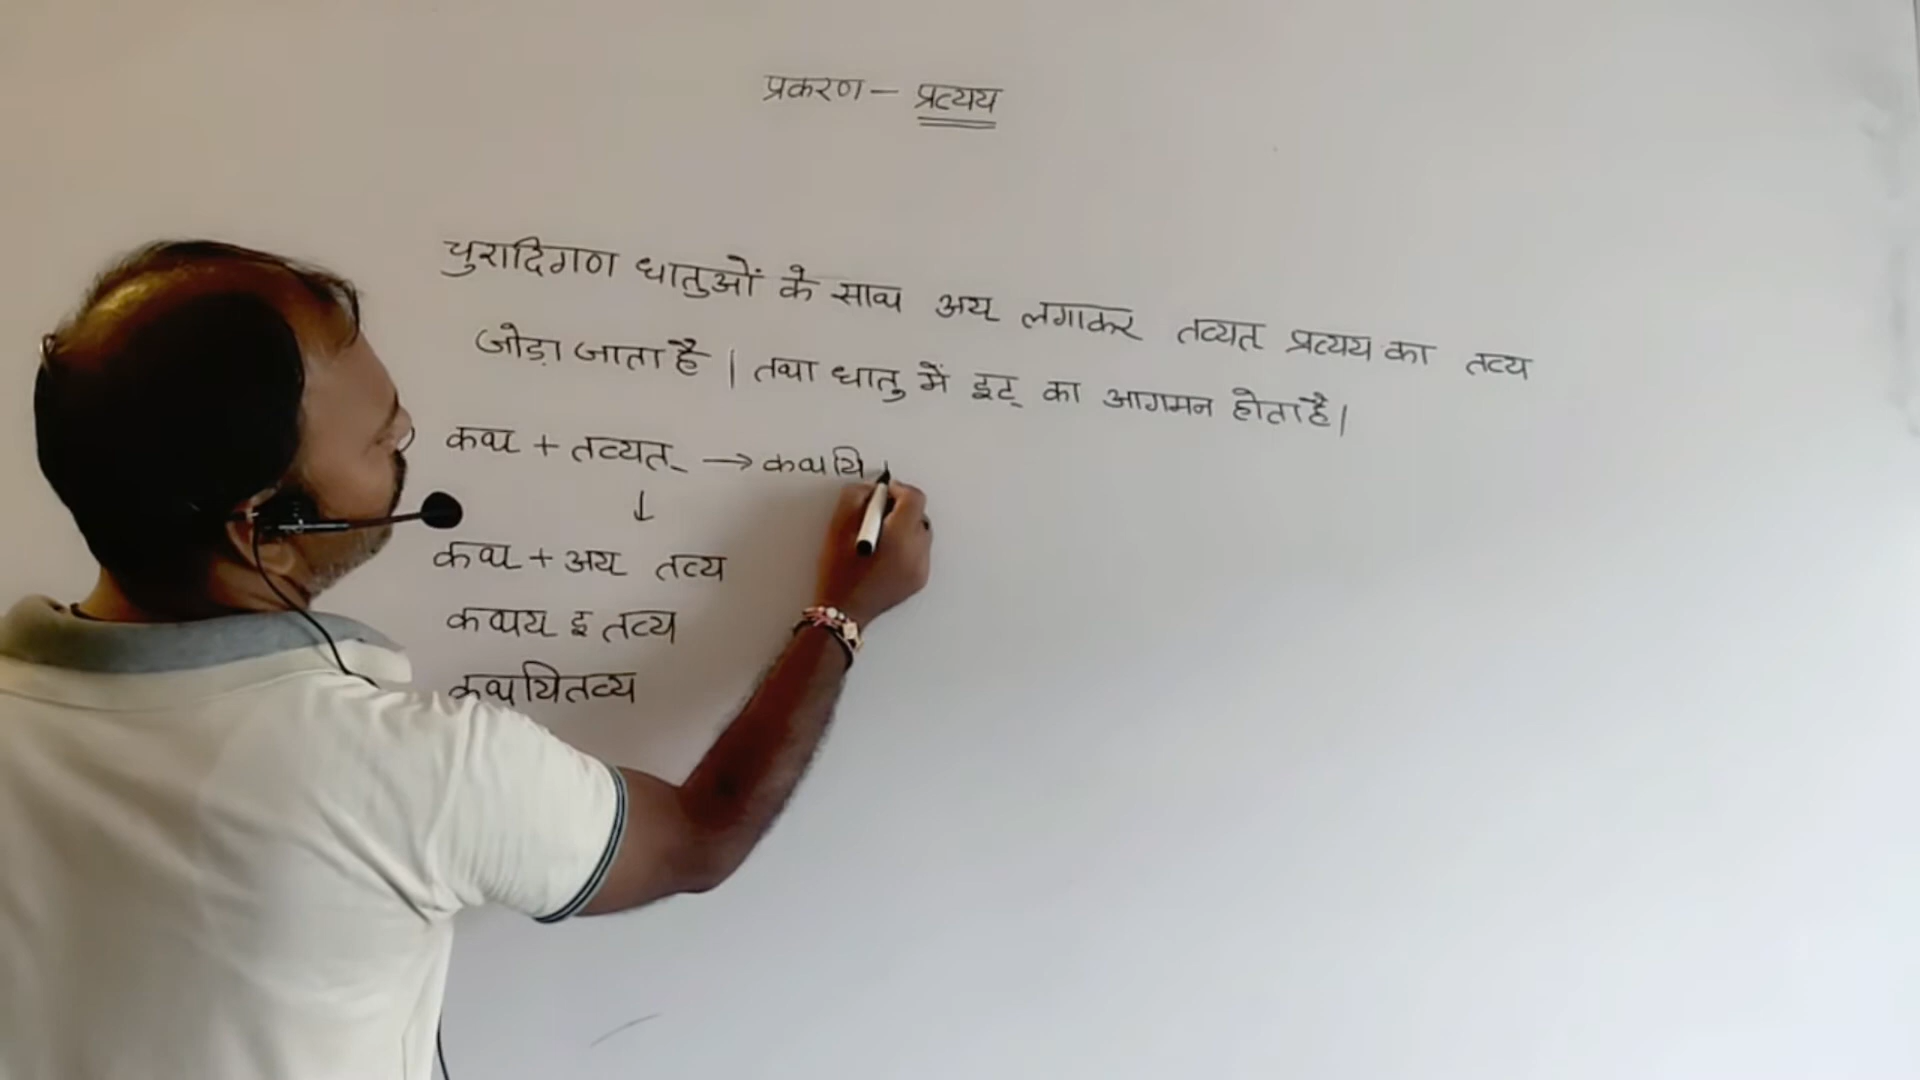 प्रकरण – प्रत्यय
चुरादिगण धातुओं के साथ अय लगाकर तव्यत प्रत्यय का तव्य
जोड़ा जाता है | तथा धातु में इट् का आगमन होता है |
कथ + तव्यत् → कथयि
↓
कथ + अय तव्य
कथय इ तव्य
कथयितव्य